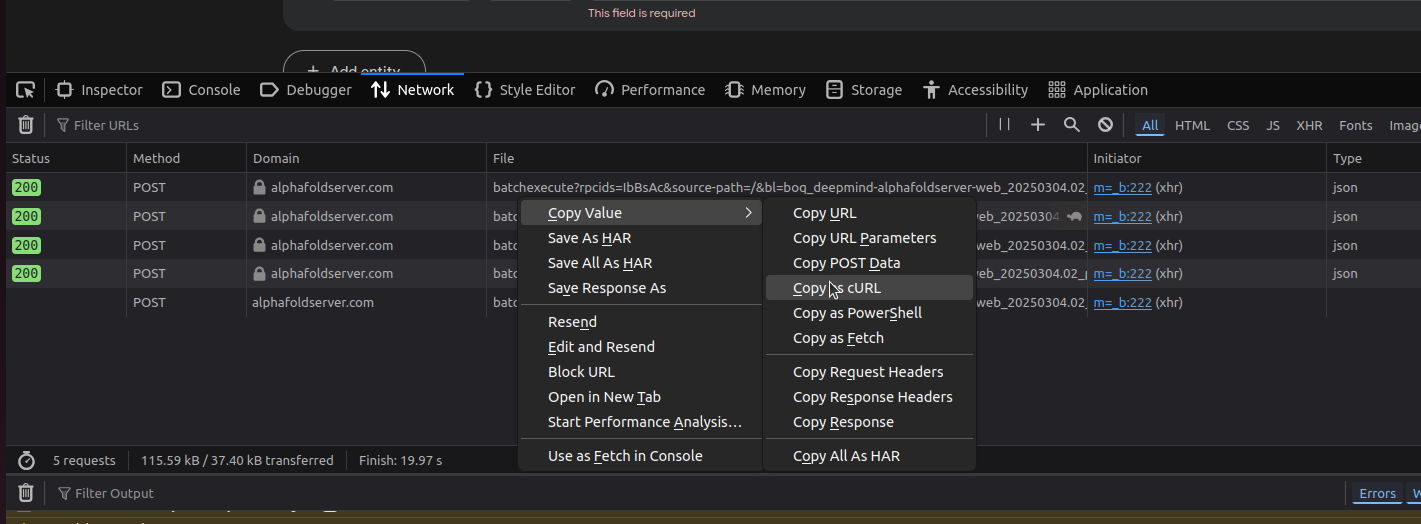 This field is required
+ Add entity
Inspector Console Debugger Network Style Editor Performance Memory Storage Accessibility Application
Filter URLs All HTML CSS JS XHR Fonts Imag
Status Method Domain File Initiator Type
200 POST alphafoldserver.com batchexecute?rpcids=IbBsAc&source-path=/&bl=boq_deepmind-alphafoldserver-web_20250304.02_ m=_b:222 (xhr) json
Copy Value Copy URL
200 POST alphafoldserver.com batc web_20250304 m=_b:222 (xhr) json
Save As HAR Copy URL Parameters
200 POST alphafoldserver.com batc web_20250304.02_ m=_b:222 (xhr) json
Save All As HAR Copy POST Data
200 POST alphafoldserver.com batc web_20250304.02_p m=_b:222 (xhr) json
Save Response As Copy as cURL
POST alphafoldserver.com batc web_20250304.02_ m=_b:222 (xhr)
Resend Copy as PowerShell
Edit and Resend Copy as Fetch
Block URL Copy Request Headers
Open in New Tab Copy Response Headers
Start Performance Analysis… Copy Response
Use as Fetch in Console Copy All As HAR
5 requests 115.59 kB / 37.40 kB transferred Finish: 19.97 s
Filter Output Errors W